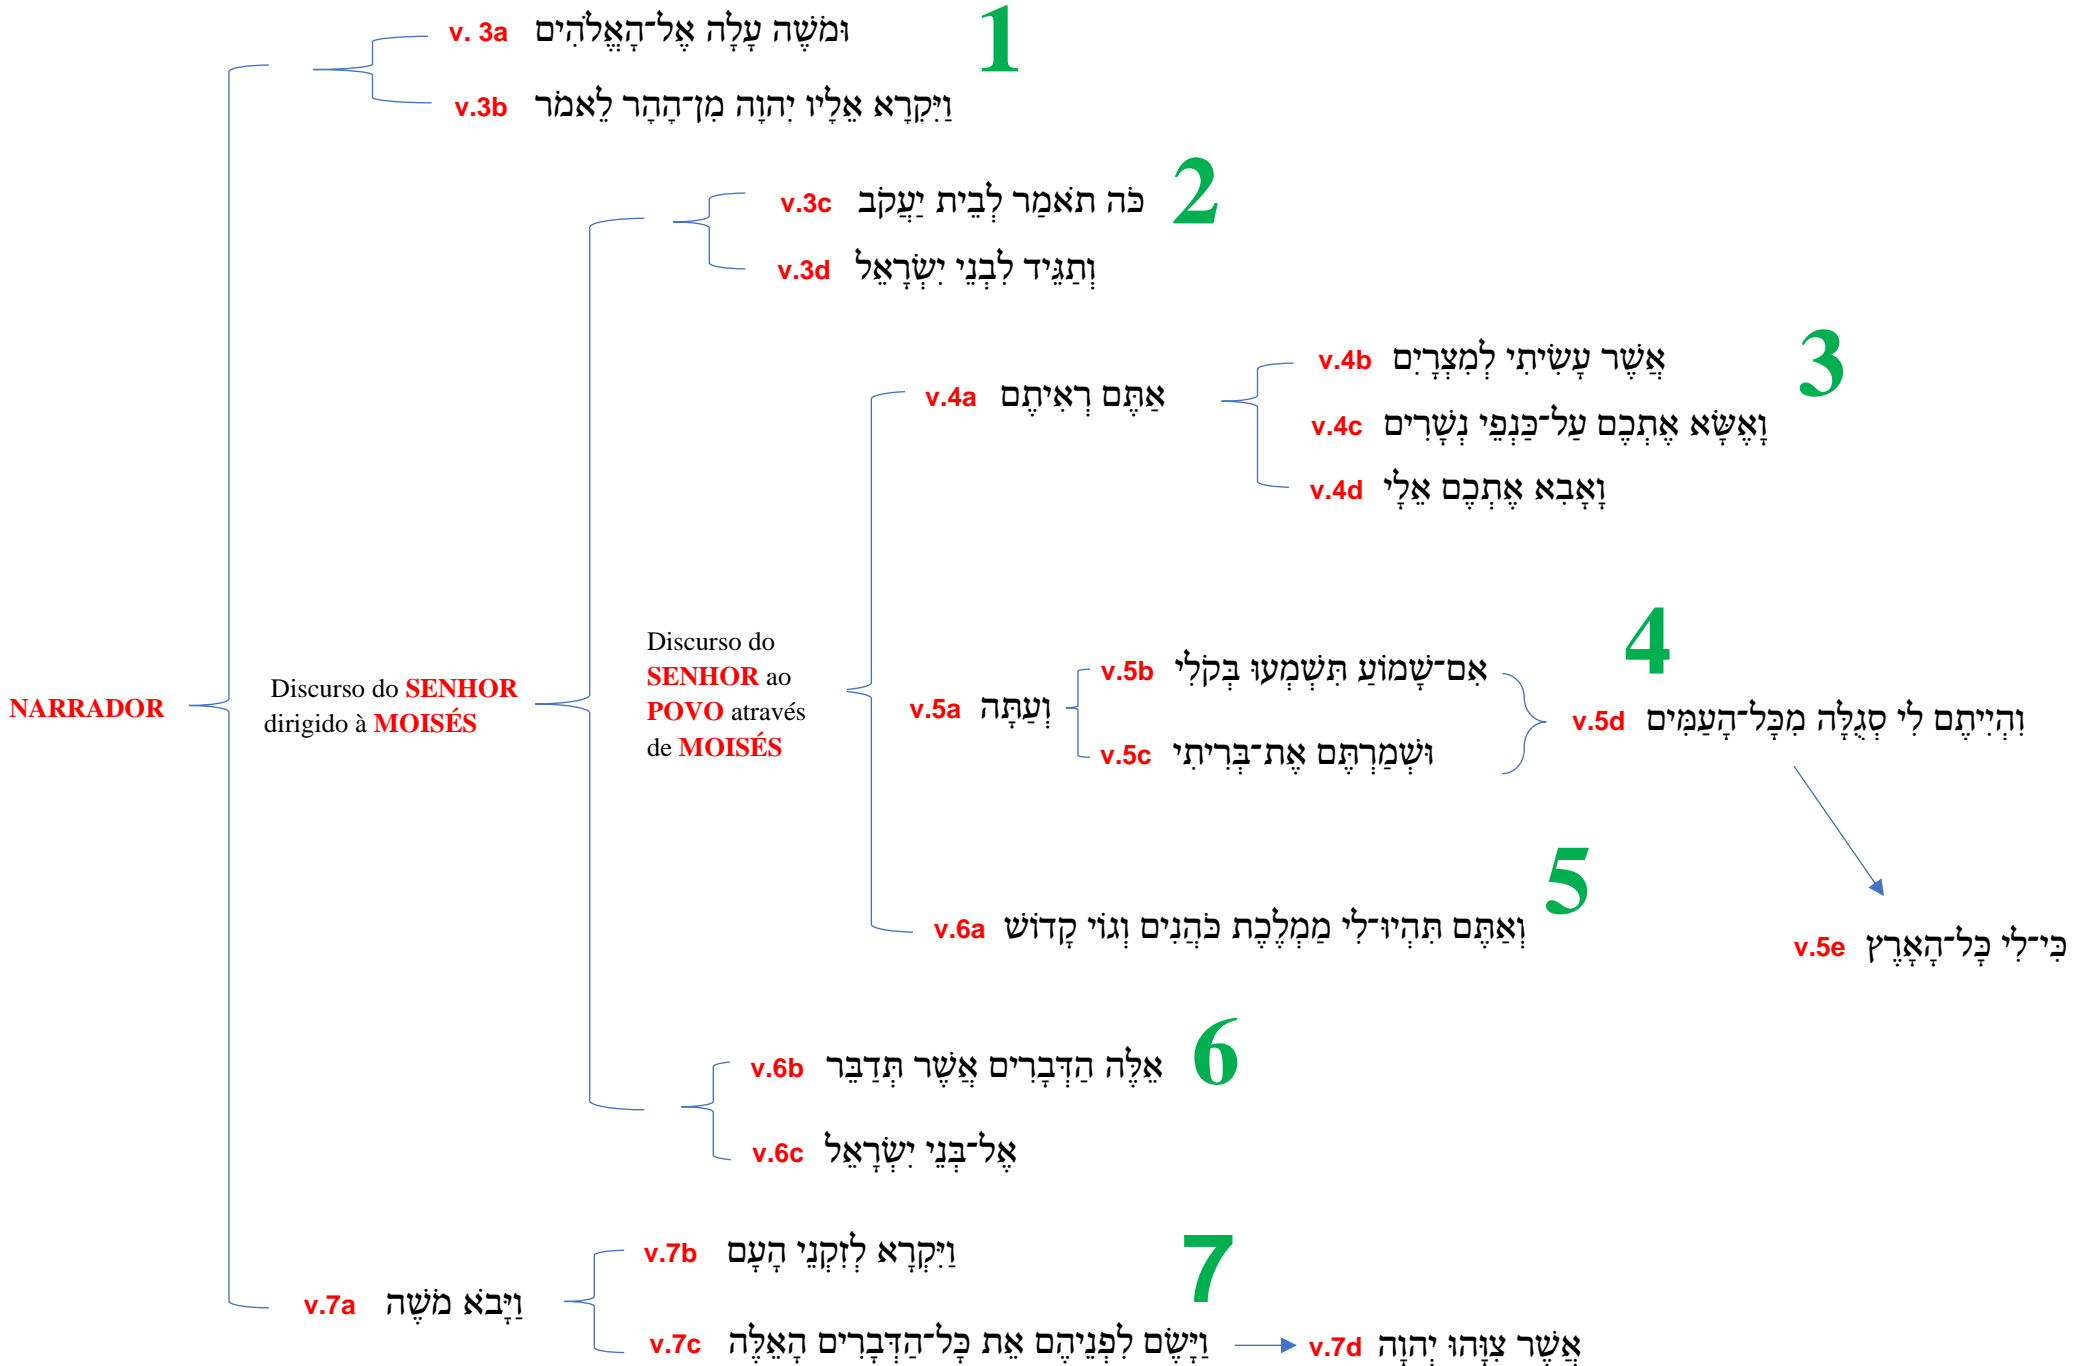 v. 3a וּמֹשֶׁה עָלָה אֶל־הָאֱלֹהִים
1
v.3b וַיִּקְרָא אֵלָיו יְהוָה מִן־הָהָר לֵאמֹר
2
v.3c כֹּה תֹאמַר לְבֵית יַעֲקֹב
v.3d וְתַגֵּיד לִבְנֵי יִשְׂרָאֵל
3
v.4a אַתֶּם רְאִיתֶם
v.4b אֲשֶׁר עָשִׂיתִי לְמִצְרָיִם
v.4c וָאֶשָּׂא אֶתְכֶם עַל־כַּנְפֵי נְשָׁרִים
v.4d וָאָבִא אֶתְכֶם אֵלָי
NARRADOR
Discurso do SENHOR
dirigido à MOISÉS
Discurso do
SENHOR ao
POVO através
de MOISÉS
4
v.5a וְעַתָּה
v.5b אִם־שָׁמוֹעַ תִּשְׁמְעוּ בְּקֹלִי
v.5c וּשְׁמַרְתֶּם אֶת־בְּרִיתִי
v.5d וִהְיִיתֶם לִי סְגֻלָּה מִכָּל־הָעַמִּים
v.5e כִּי־לִי כָּל־הָאָרֶץ
5
v.6a וְאַתֶּם תִּהְיוּ־לִי מַמְלֶכֶת כֹּהֲנִים וְגוֹי קָדוֹשׁ
6
v.6b אֵלֶּה הַדְּבָרִים אֲשֶׁר תְּדַבֵּר
v.6c אֶל־בְּנֵי יִשְׂרָאֵל
7
v.7a וַיָּבֹא מֹשֶׁה
v.7b וַיִּקְרָא לְזִקְנֵי הָעָם
v.7c וַיָּשֶׂם לִפְנֵיהֶם אֵת כָּל־הַדְּבָרִים הָאֵלֶּה
v.7d אֲשֶׁר צִוָּהוּ יְהוָה